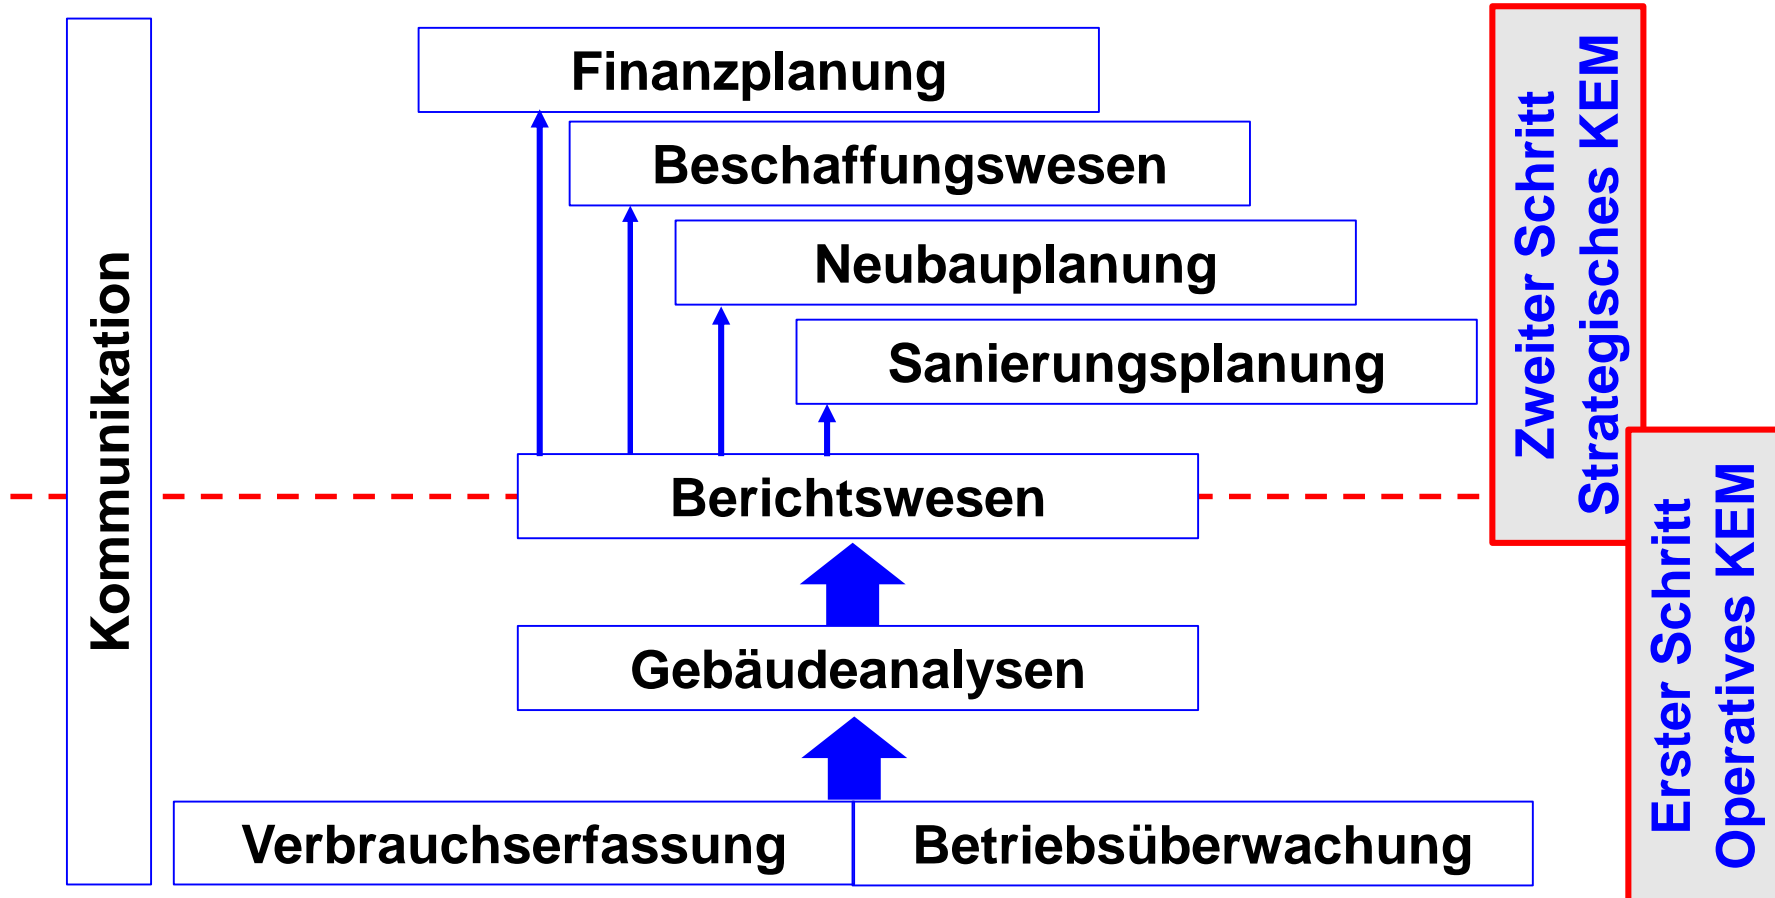 Kommunikation
Finanzplanung
Beschaffungswesen
Neubauplanung
Sanierungsplanung
Berichtswesen
Gebäudeanalysen
Verbrauchserfassung
Betriebsüberwachung
Zweiter Schritt
Strategisches KEM
Erster Schritt
Operatives KEM